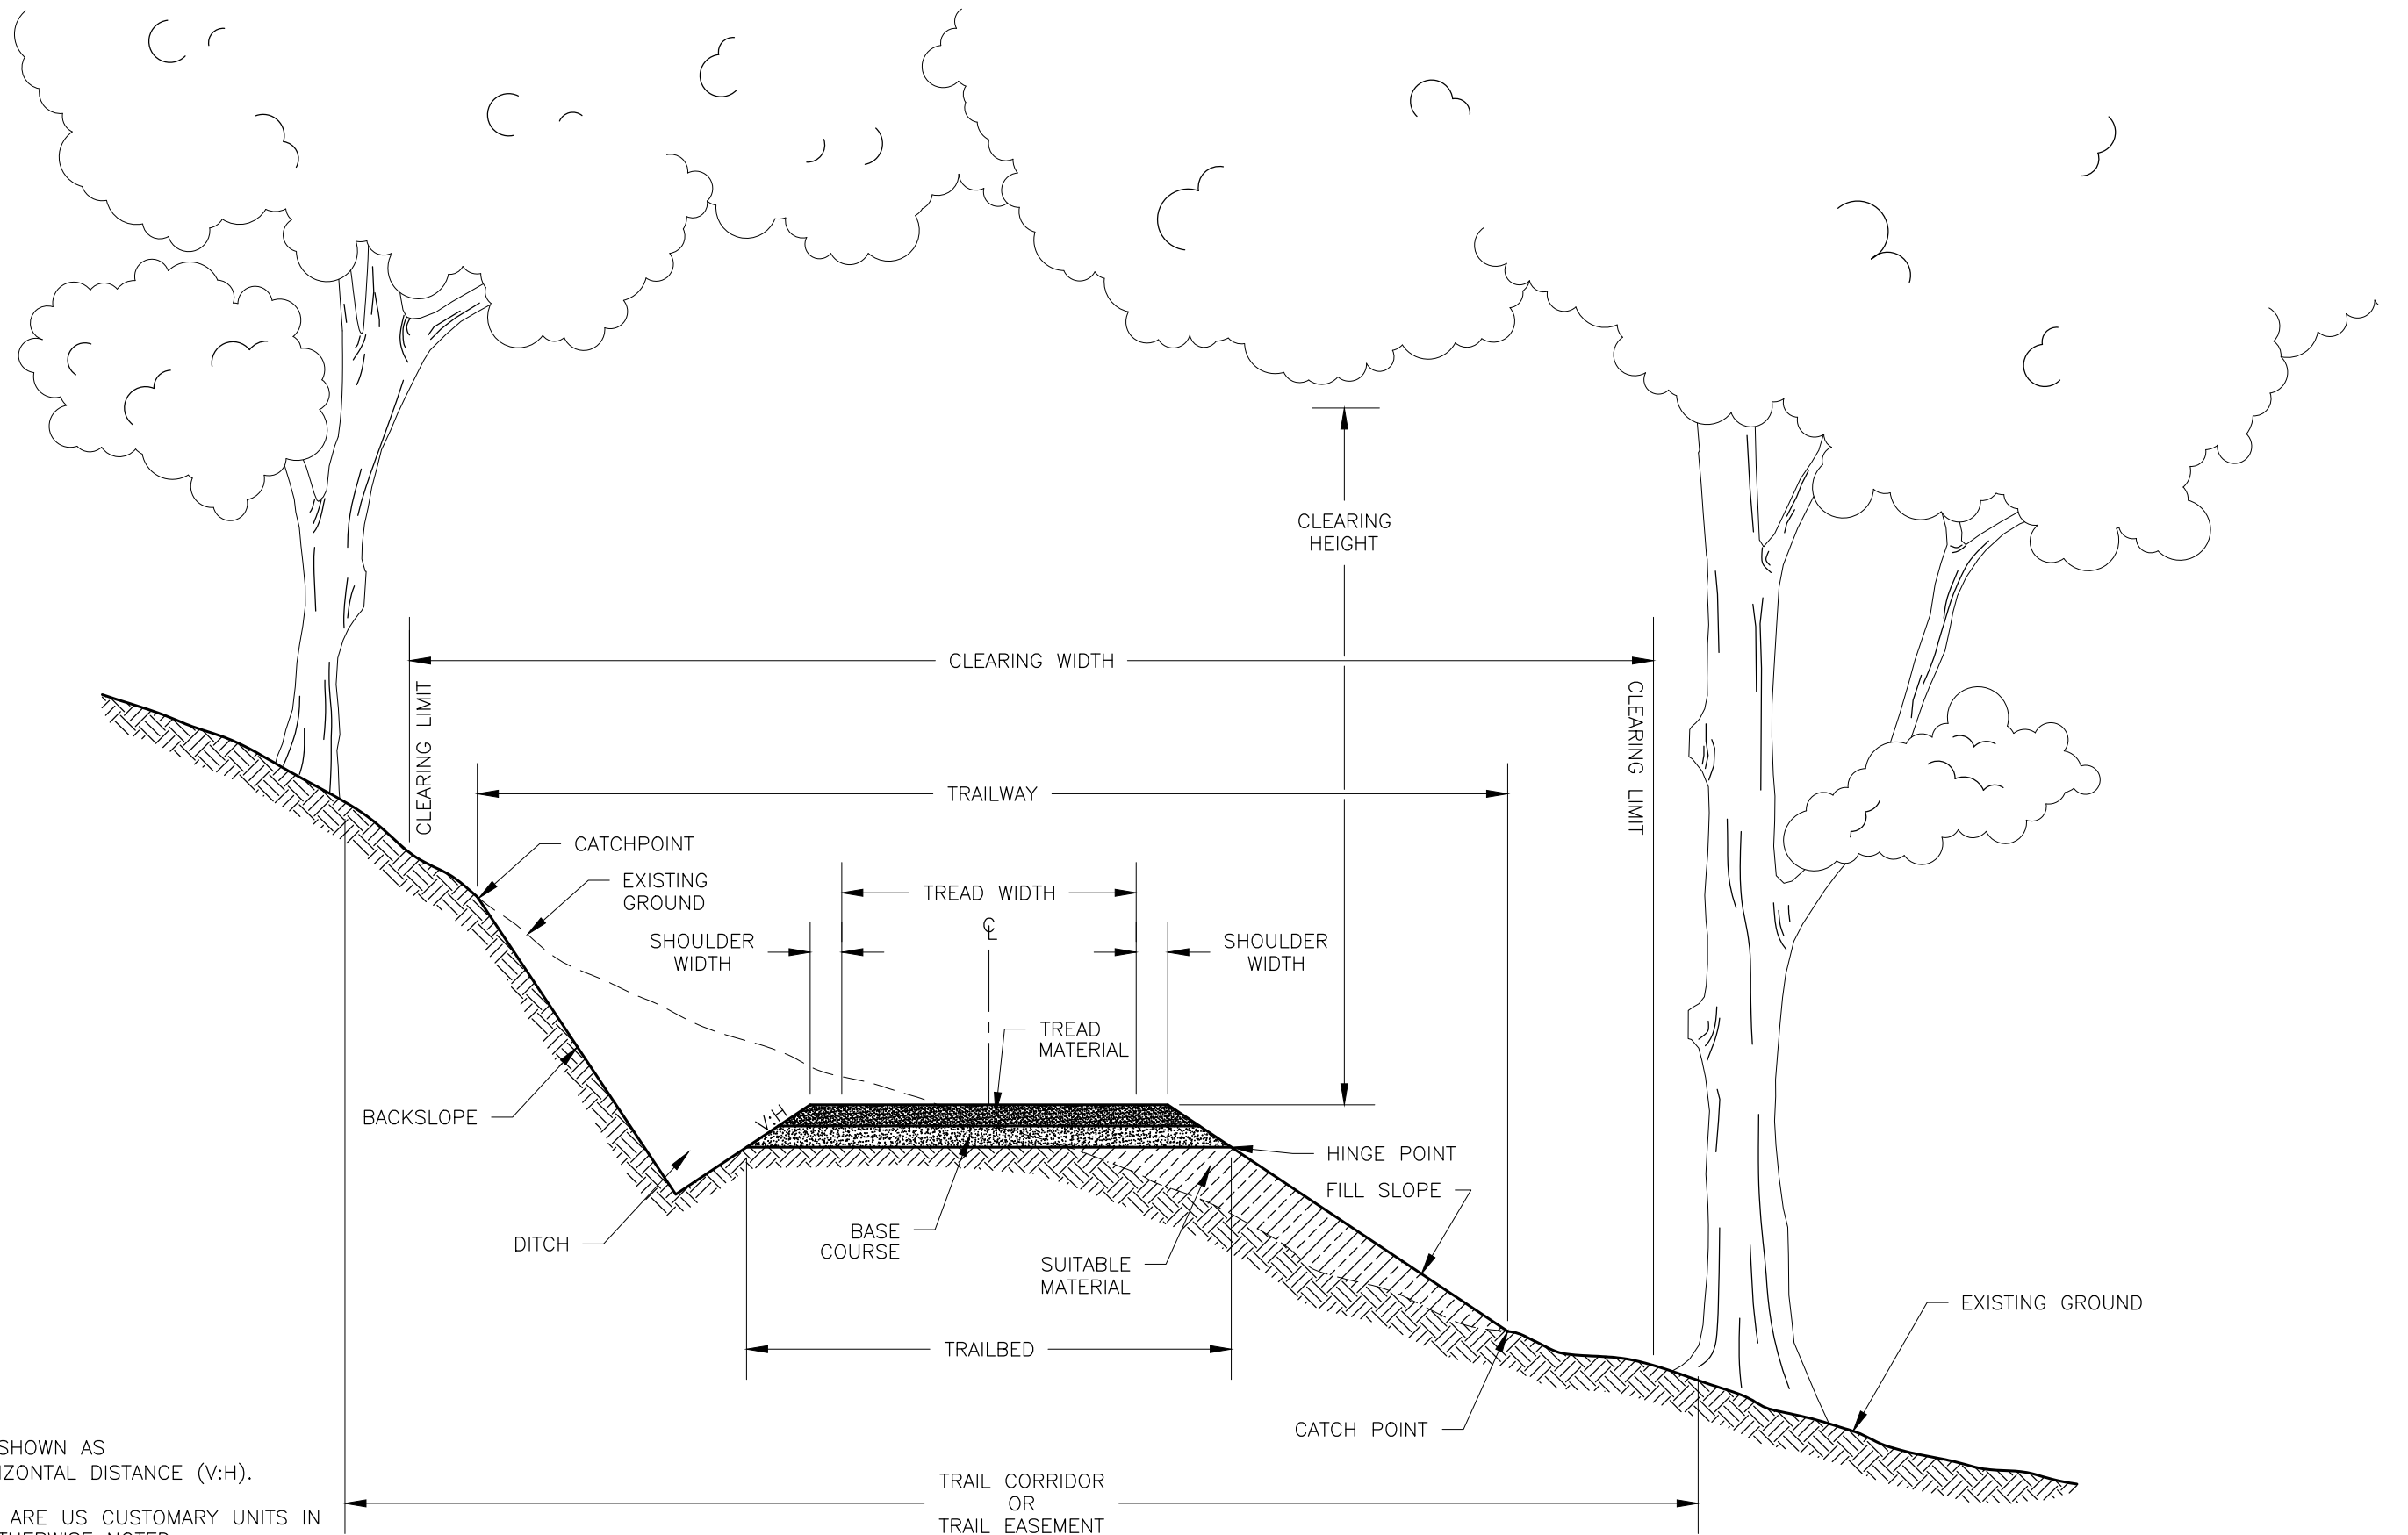 CLEARING
HEIGHT
CLEARING WIDTH
CLEARING LIMIT
CLEARING LIMIT
TRAILWAY
CATCHPOINT
EXISTING
GROUND
TREAD WIDTH
℄
SHOULDER
WIDTH
SHOULDER
WIDTH
TREAD
MATERIAL
BACKSLOPE
V:H
HINGE POINT
FILL SLOPE
DITCH
BASE
COURSE
SUITABLE
MATERIAL
EXISTING GROUND
TRAILBED
CATCH POINT
SHOWN AS
IZONTAL DISTANCE (V:H).
ARE US CUSTOMARY UNITS IN
THERWISE NOTED
TRAIL CORRIDOR
OR
TRAIL EASEMENT